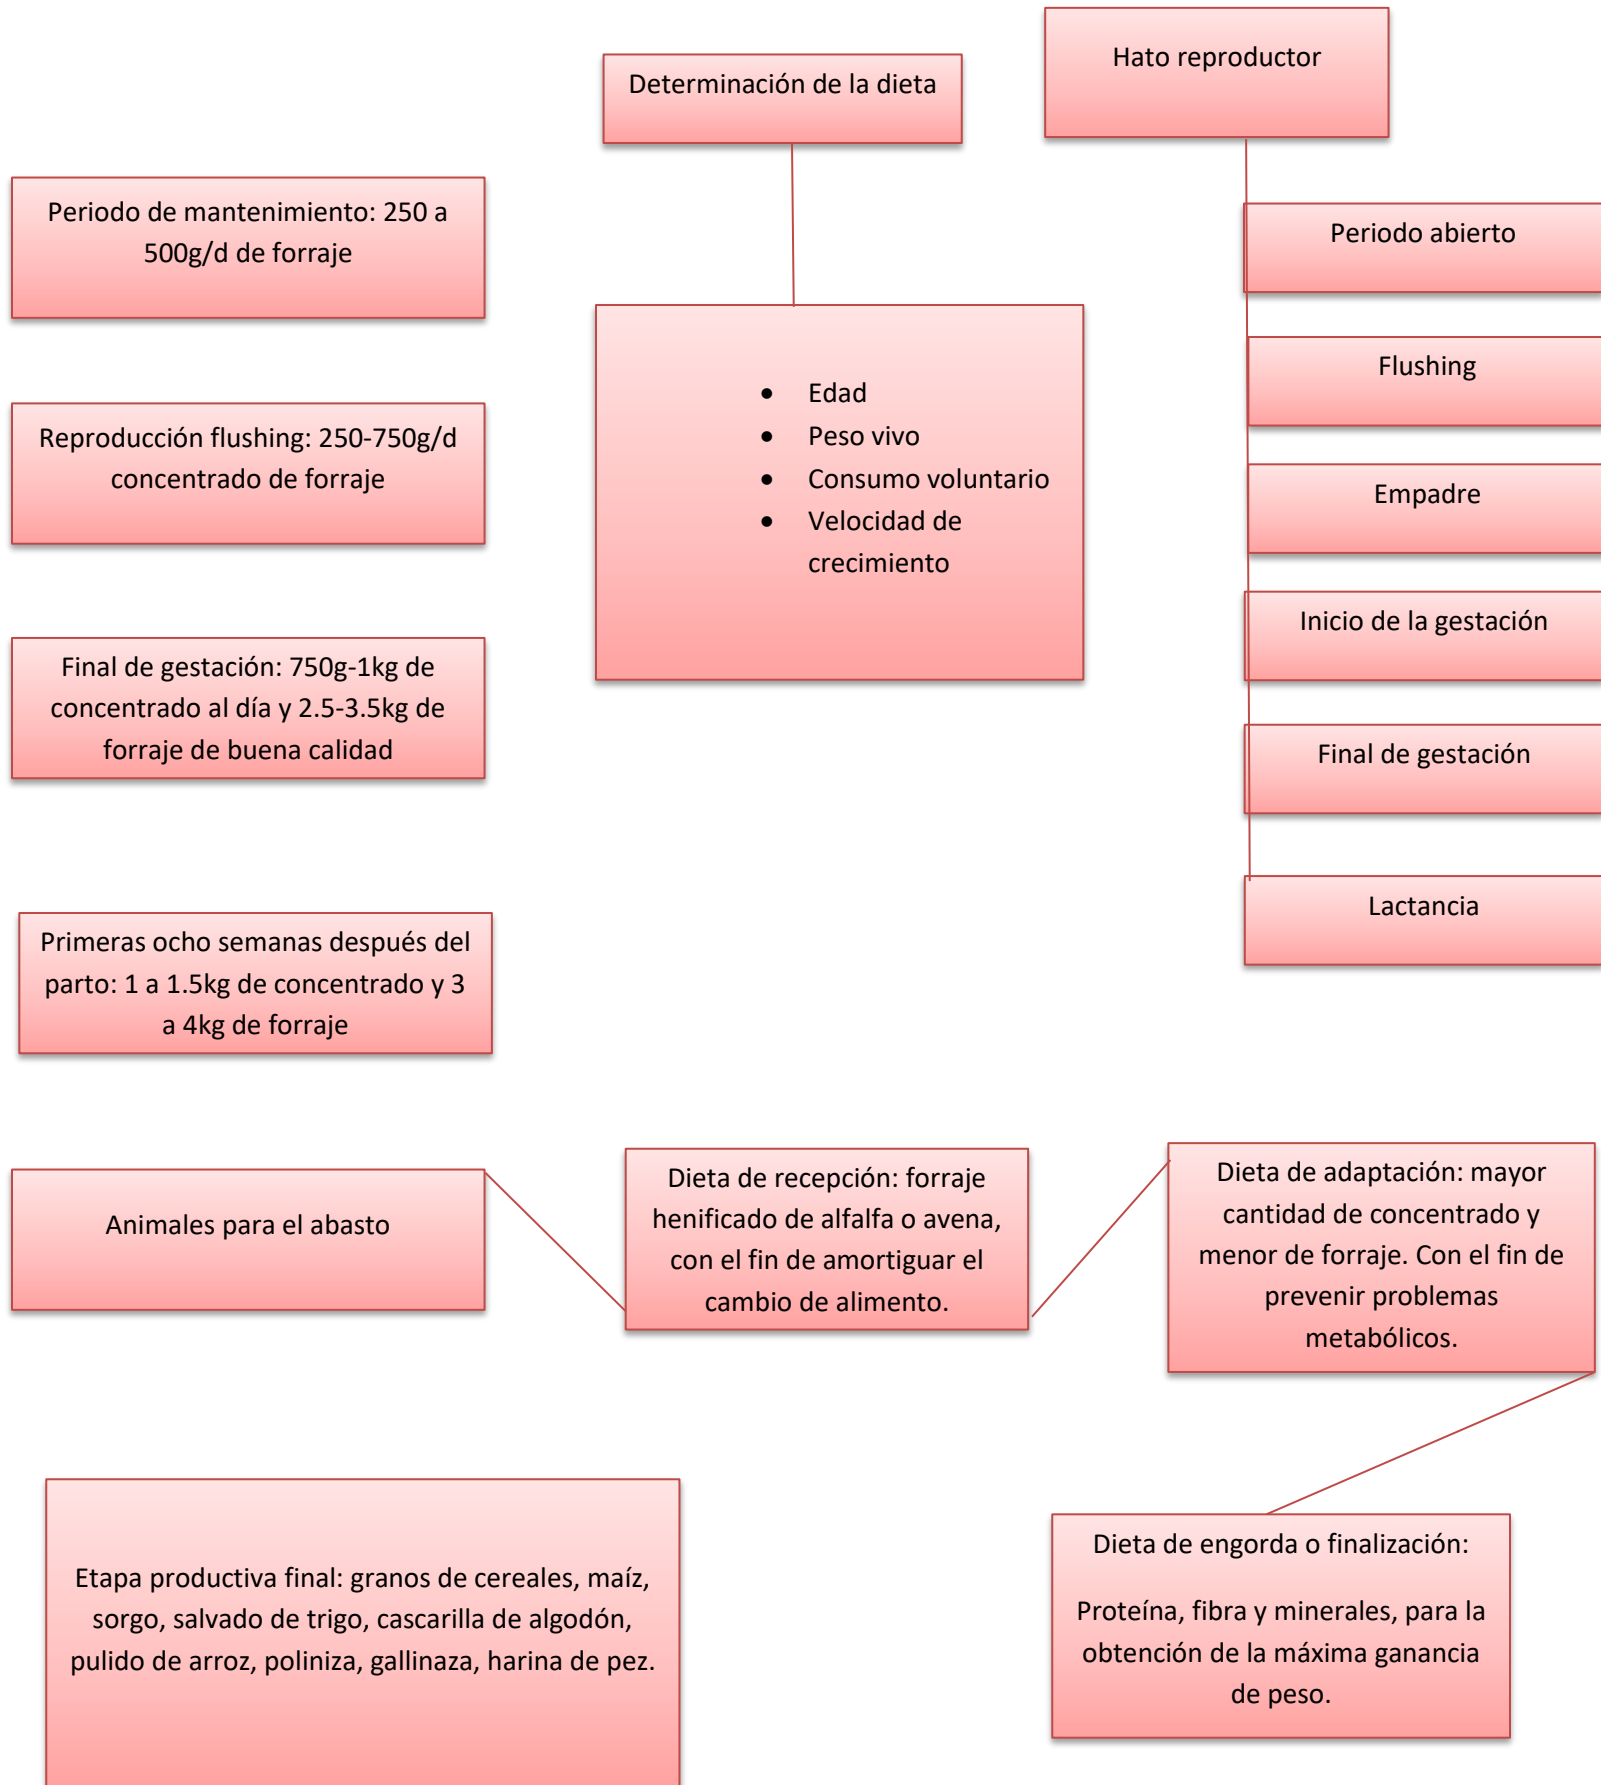 Hato reproductor
Determinación de la dieta
Periodo de mantenimiento: 250 a
500g/d de forraje
Periodo abierto
Flushing
Reproducción flushing: 250-750g/d
concentrado de forraje
• Edad
• Peso vivo
• Consumo voluntario
• Velocidad de
crecimiento
Empadre
Inicio de la gestación
Final de gestación: 750g-1kg de
concentrado al día y 2.5-3.5kg de
forraje de buena calidad
Final de gestación
Lactancia
Primeras ocho semanas después del
parto: 1 a 1.5kg de concentrado y 3
a 4kg de forraje
Animales para el abasto
Dieta de recepción: forraje
henificado de alfalfa o avena,
con el fin de amortiguar el
cambio de alimento.
Dieta de adaptación: mayor
cantidad de concentrado y
menor de forraje. Con el fin de
prevenir problemas
metabólicos.
Etapa productiva final: granos de cereales, maíz,
sorgo, salvado de trigo, cascarilla de algodón,
pulido de arroz, poliniza, gallinaza, harina de pez.
Dieta de engorda o finalización:
Proteína, fibra y minerales, para la
obtención de la máxima ganancia
de peso.